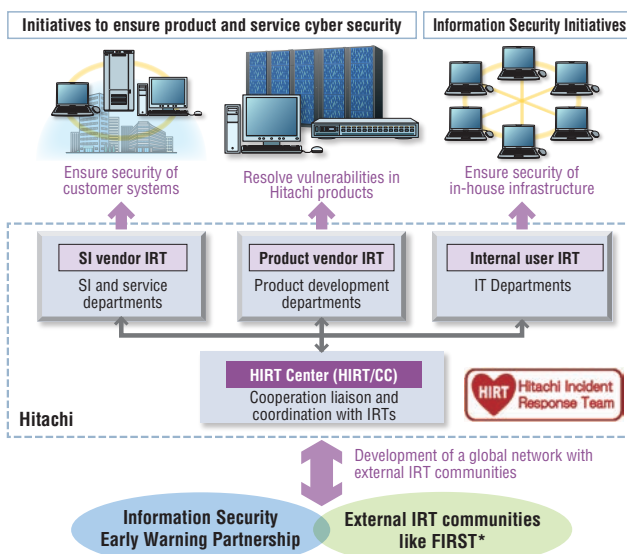 Initiatives to ensure product and service cyber security
Information Security Initiatives
Ensure security of
customer systems
Resolve vulnerabilities in
Hitachi products
Ensure security of
in-house infrastructure
SI vendor IRT
SI and service
departments
Product vendor IRT
Product development
departments
Internal user IRT
IT Departments
HIRT Center (HIRT/CC)
Cooperation liaison and
coordination with IRTs
HIRT
Hitachi Incident
Response Team
Hitachi
Development of a global network with
external IRT communities
Information Security
Early Warning Partnership
External IRT communities
like FIRST*